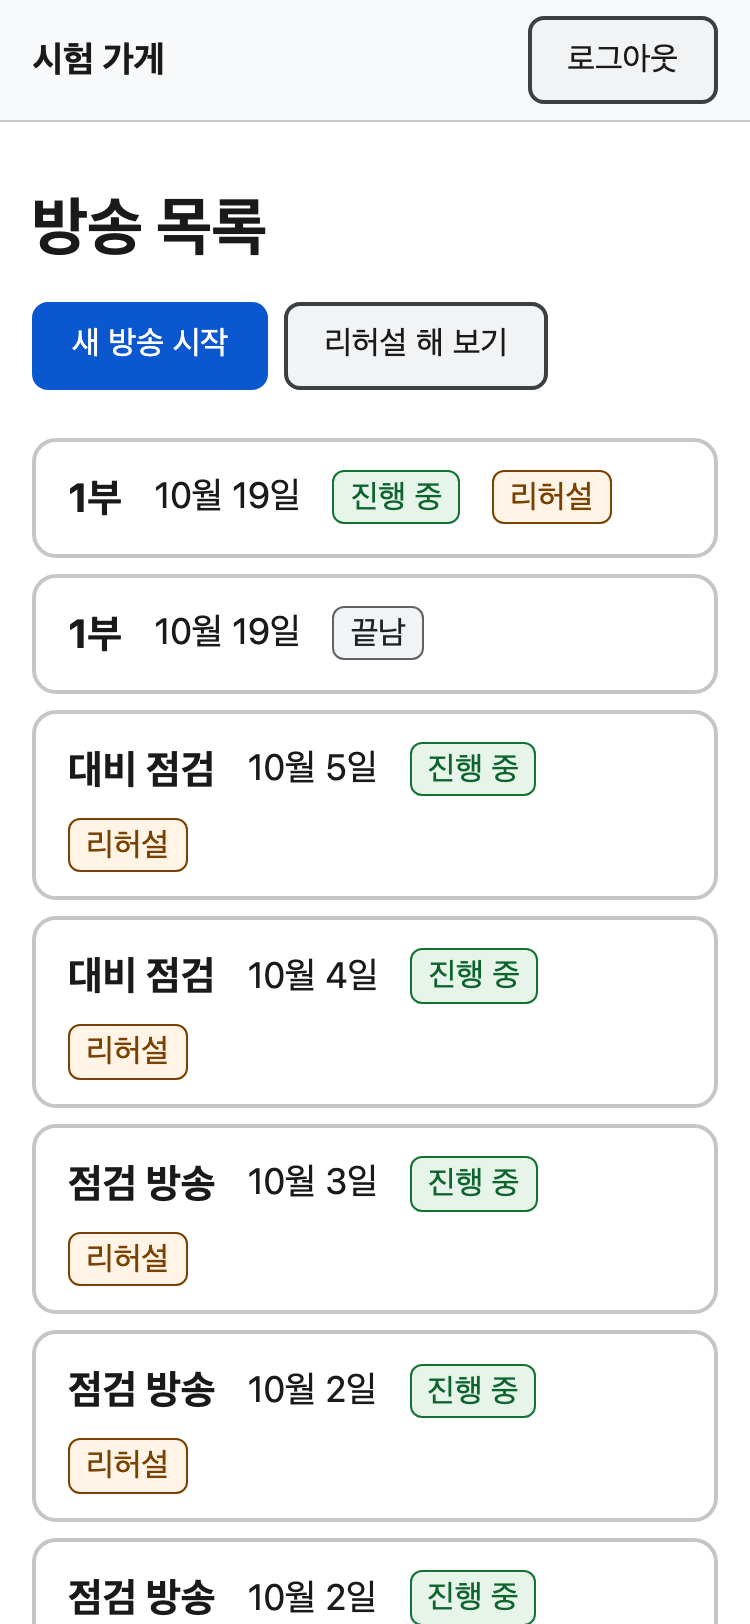 시험 가게
로그아웃
방송 목록
새 방송 시작
리허설 해 보기
1부 10월 19일 진행 중 리허설
1부 10월 19일 끝남
대비 점검 10월 5일 진행 중
리허설
대비 점검 10월 4일 진행 중
리허설
점검 방송 10월 3일 진행 중
리허설
점검 방송 10월 2일 진행 중
리허설
점검 방송 10월 2일 진행 중